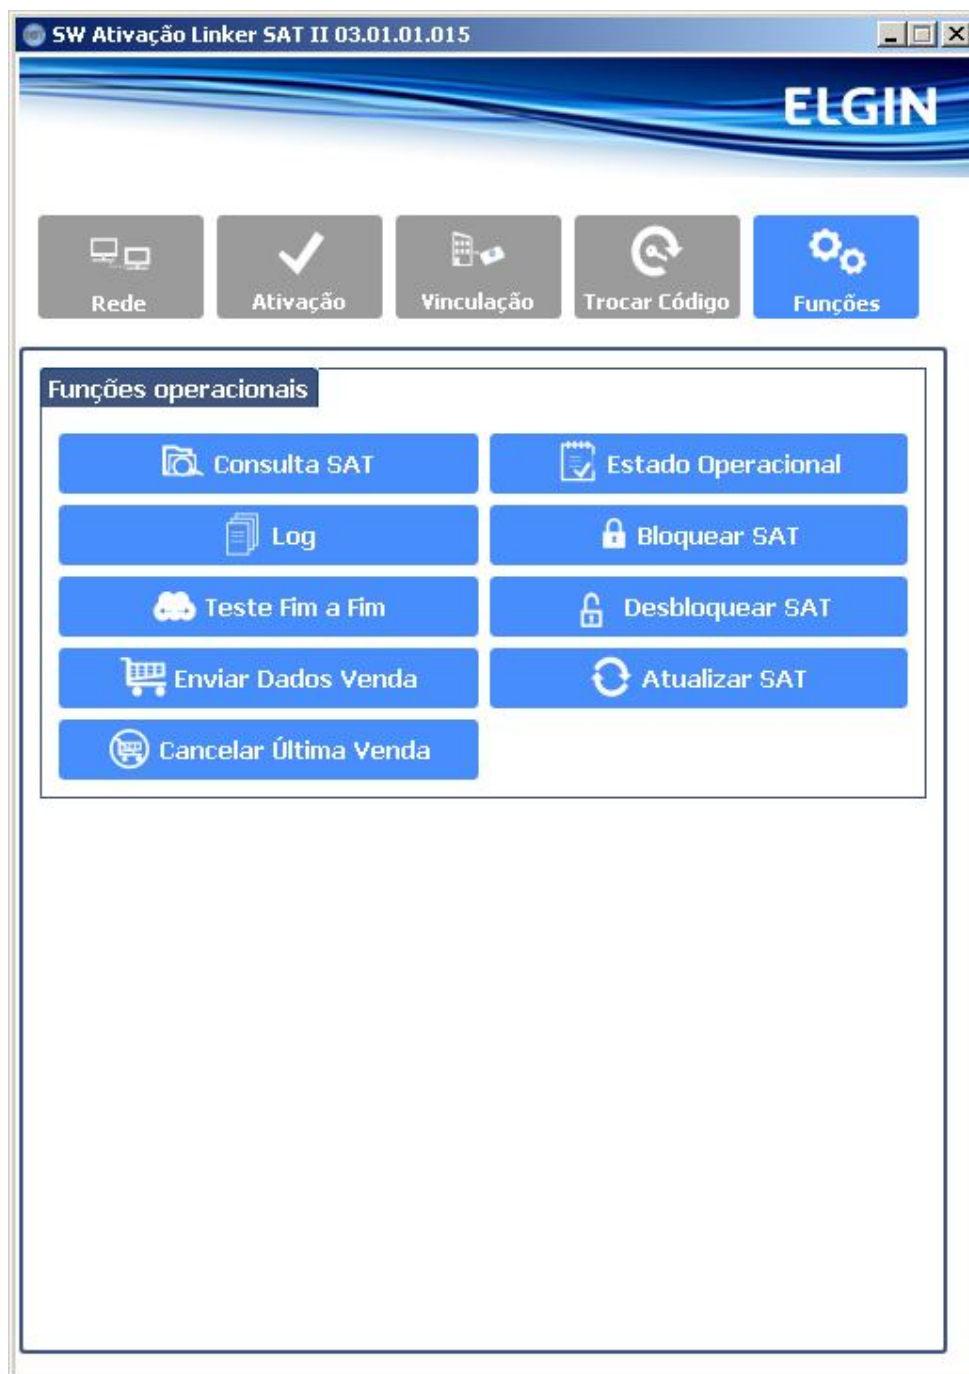 SW Ativação Linker SAT II 03.01.01.015
ELGIN
Rede
Ativação
Vinculação
Trocar Código
Funções
Funções operacionais
Consulta SAT
Estado Operacional
Log
Bloquear SAT
Teste Fim a Fim
Desbloquear SAT
Enviar Dados Venda
Atualizar SAT
Cancelar Última Venda